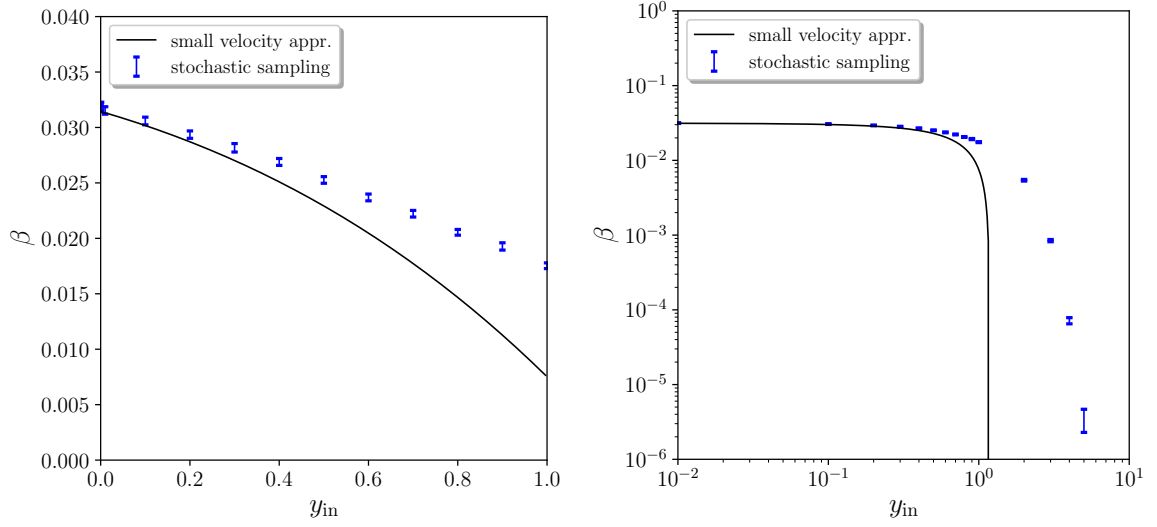 small velocity appr.
stochastic sampling
0.040
0.035
0.030
0.025
0.020
0.015
0.010
0.005
0.000
β
0.0 0.2 0.4 0.6 0.8 1.0
y_in
small velocity appr.
stochastic sampling
10^0
10^{-1}
10^{-2}
10^{-3}
10^{-4}
10^{-5}
10^{-6}
β
10^{-2} 10^{-1} 10^0 10^1
y_in